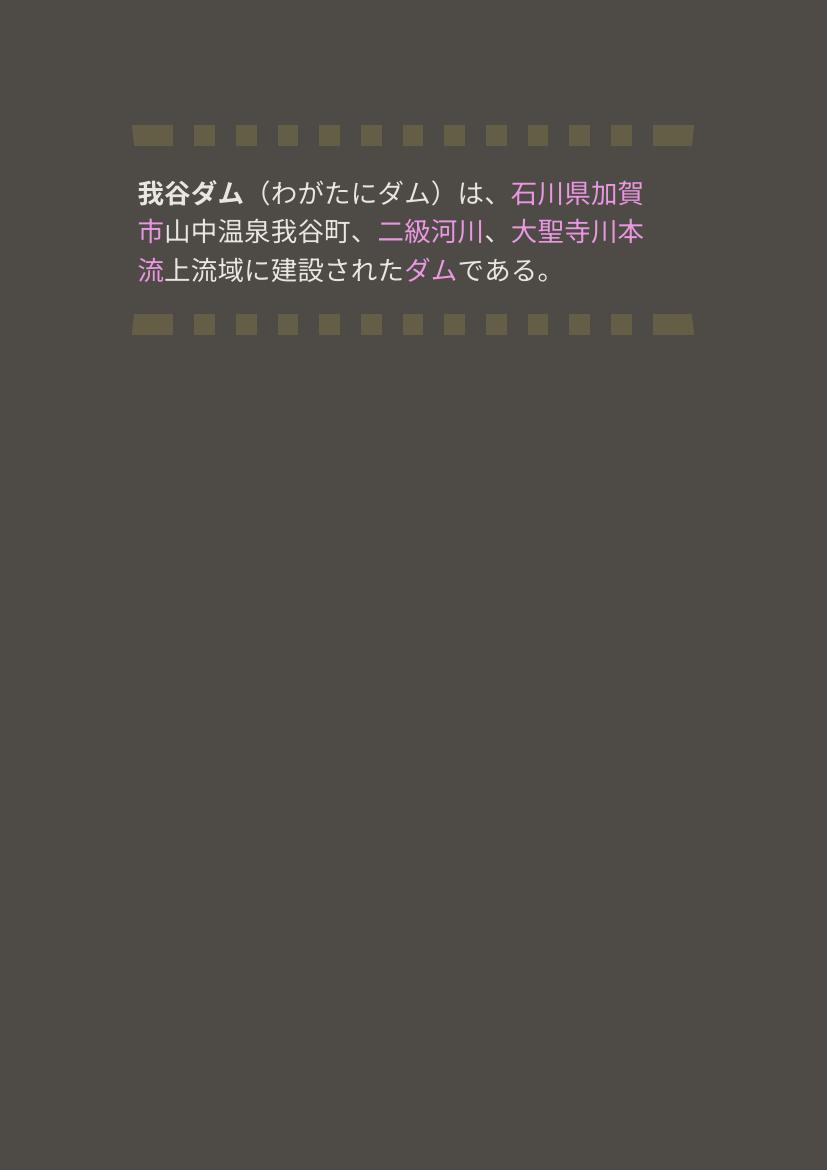 我谷ダム（わがたにダム）は、石川県加賀
市山中温泉我谷町、二級河川、大聖寺川本
流上流域に建設されたダムである。